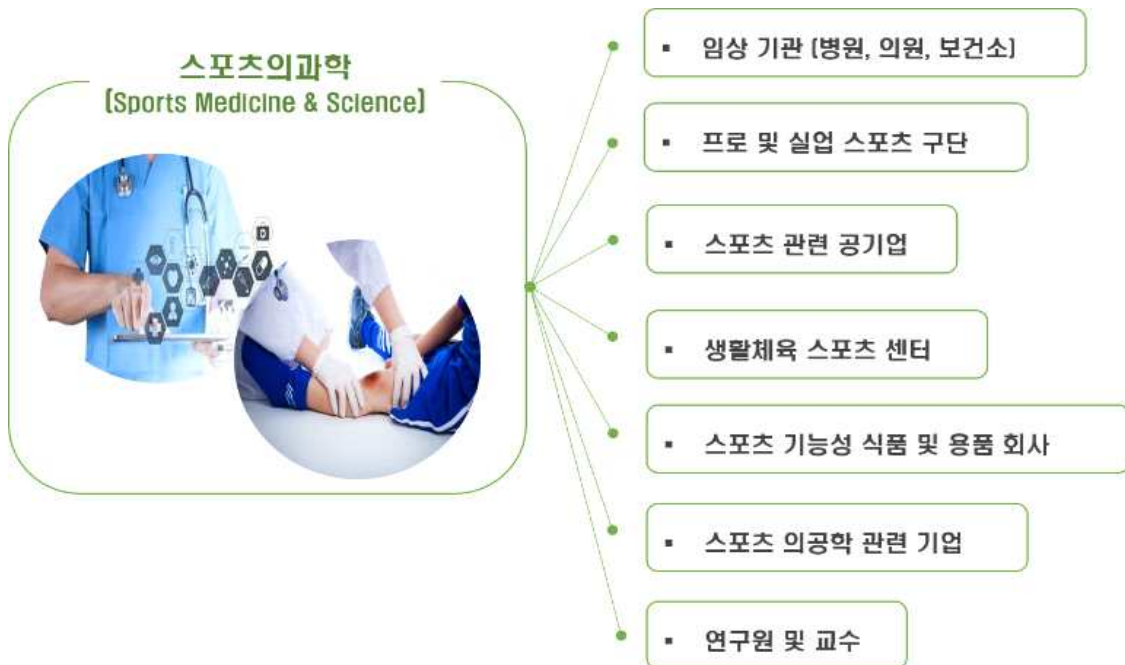 스포츠의과학
[Sports Medicine & Science]
▪ 임상 기관 [병원, 의원, 보건소]
▪ 프로 및 실업 스포츠 구단
▪ 스포츠 관련 공기업
▪ 생활체육 스포츠 센터
▪ 스포츠 기능성 식품 및 용품 회사
▪ 스포츠 의공학 관련 기업
▪ 연구원 및 교수